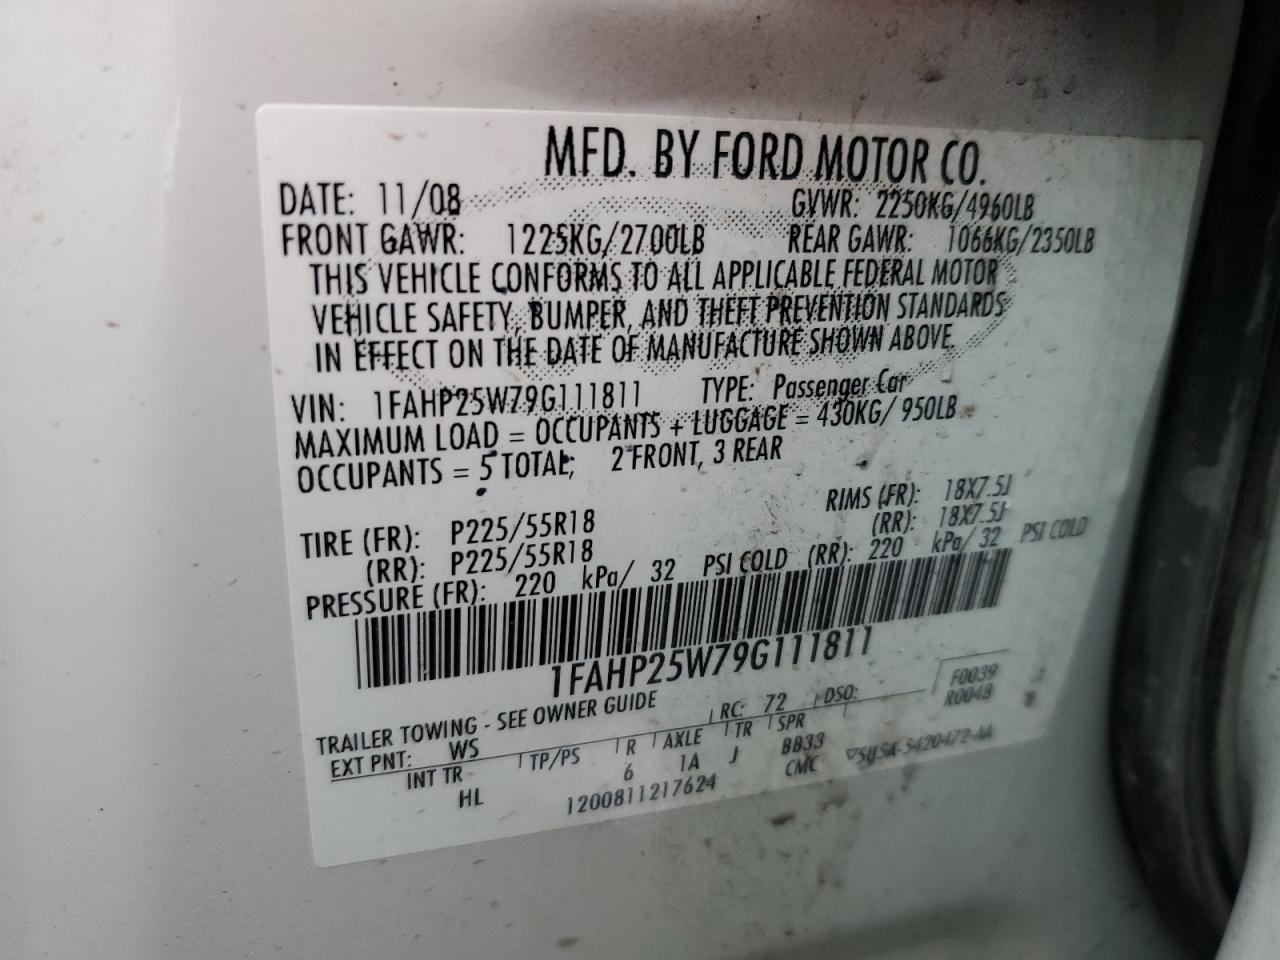 MFD. BY FORD MOTOR CO.
DATE: 11/08 GVWR: 2250KG/4960LB
FRONT GAWR: 1225KG/2700LB REAR GAWR: 1066KG/2350LB
THIS VEHICLE CONFORMS TO ALL APPLICABLE FEDERAL MOTOR
VEHICLE SAFETY, BUMPER, AND THEFT PREVENTION STANDARDS
IN EFFECT ON THE DATE OF MANUFACTURE SHOWN ABOVE.
VIN: 1FAHP25W79G111811 TYPE: Passenger Car
MAXIMUM LOAD = OCCUPANTS + LUGGAGE = 430KG/ 950LB
OCCUPANTS = 5 TOTAL; 2 FRONT, 3 REAR
TIRE (FR): P225/55R18 RIMS (FR): 18X7.5J
(RR): P225/55R18 (RR): 18X7.5J
PRESSURE (FR): 220 kPa/ 32 PSI COLD (RR): 220 kPa/ 32 PSI COLD
1FAHP25W79G111811
F0039
TRAILER TOWING - SEE OWNER GUIDE RC: 72 DSO: R0048
EXT PNT: WS
INT TR TP/PS R AXLE TR SPR
HL 6 1A J BB33
1200811217624 CMC ▽5U5A-5420472-AA